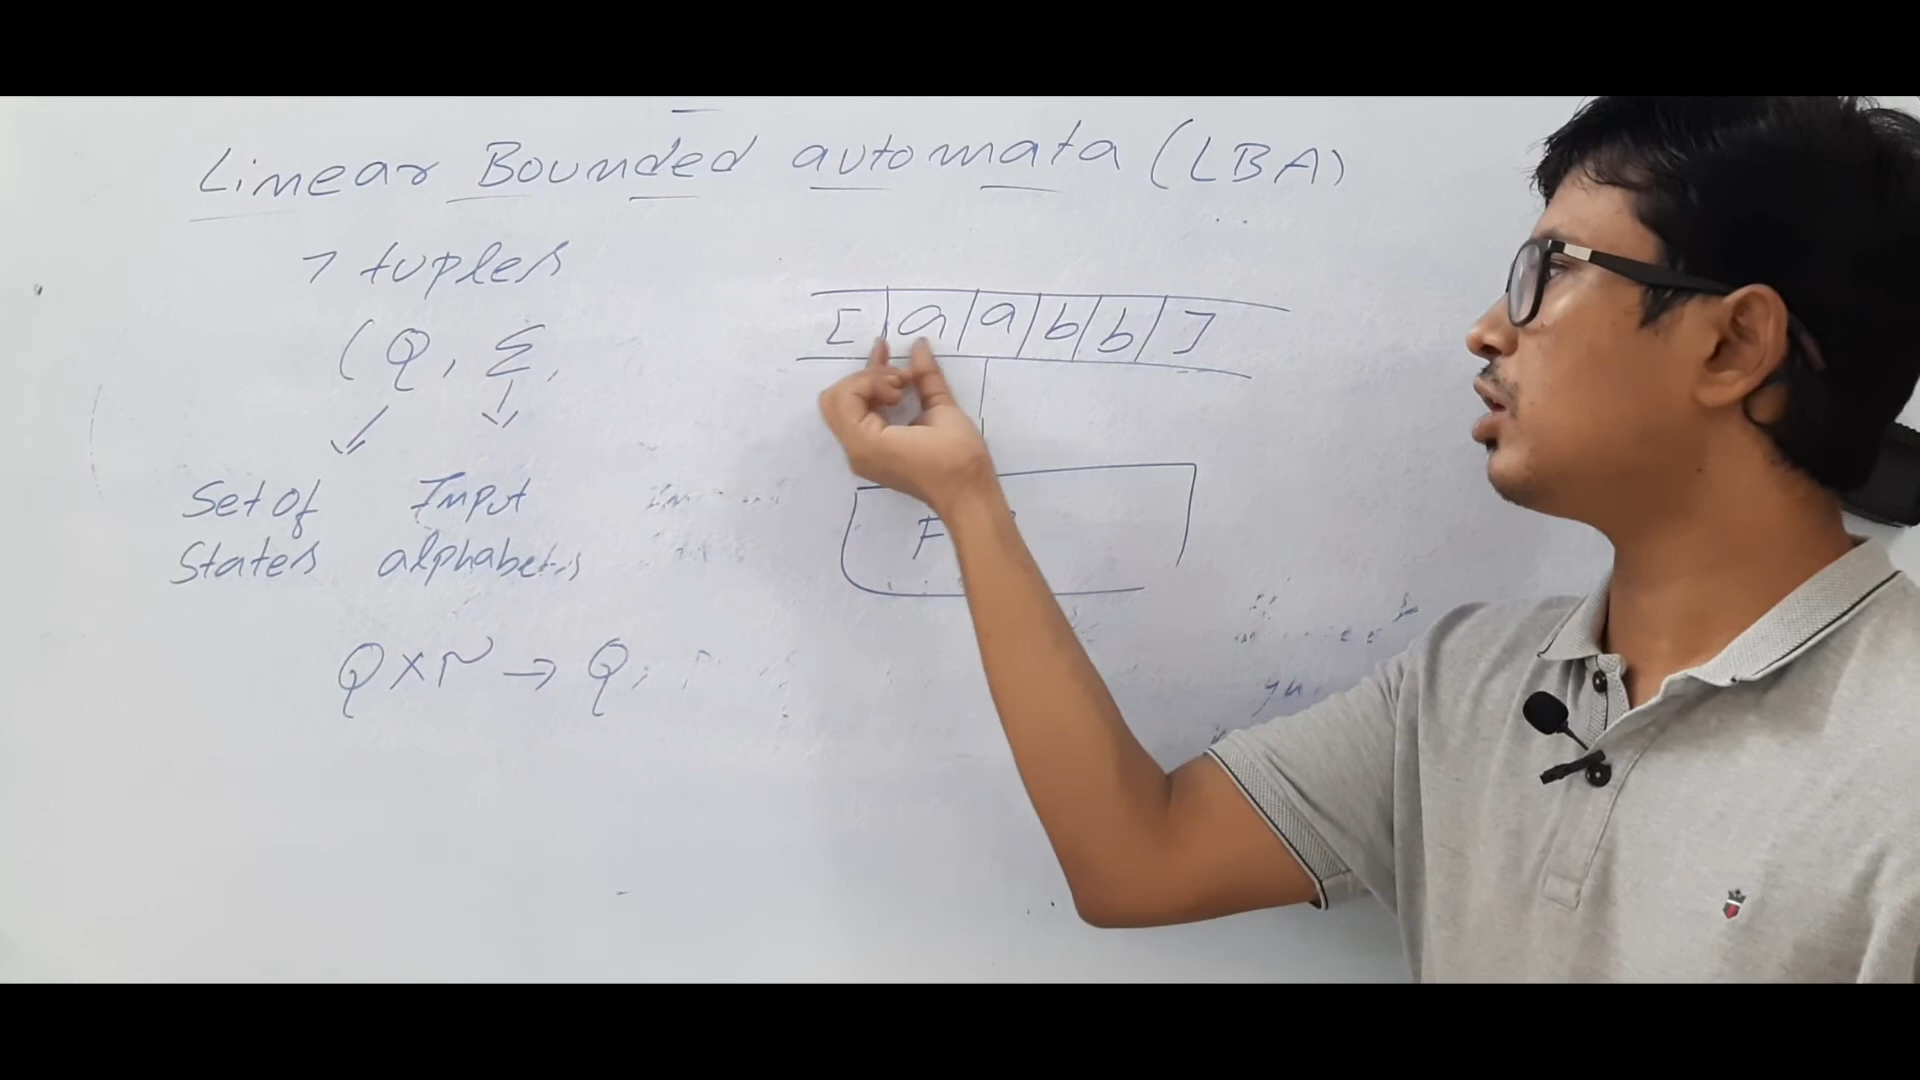 Linear Bounded automata (LBA)
7 tuples
(Q, Σ,
[ a a b b ]
Set of Input
States alphabets
F
Q × Γ → Q,